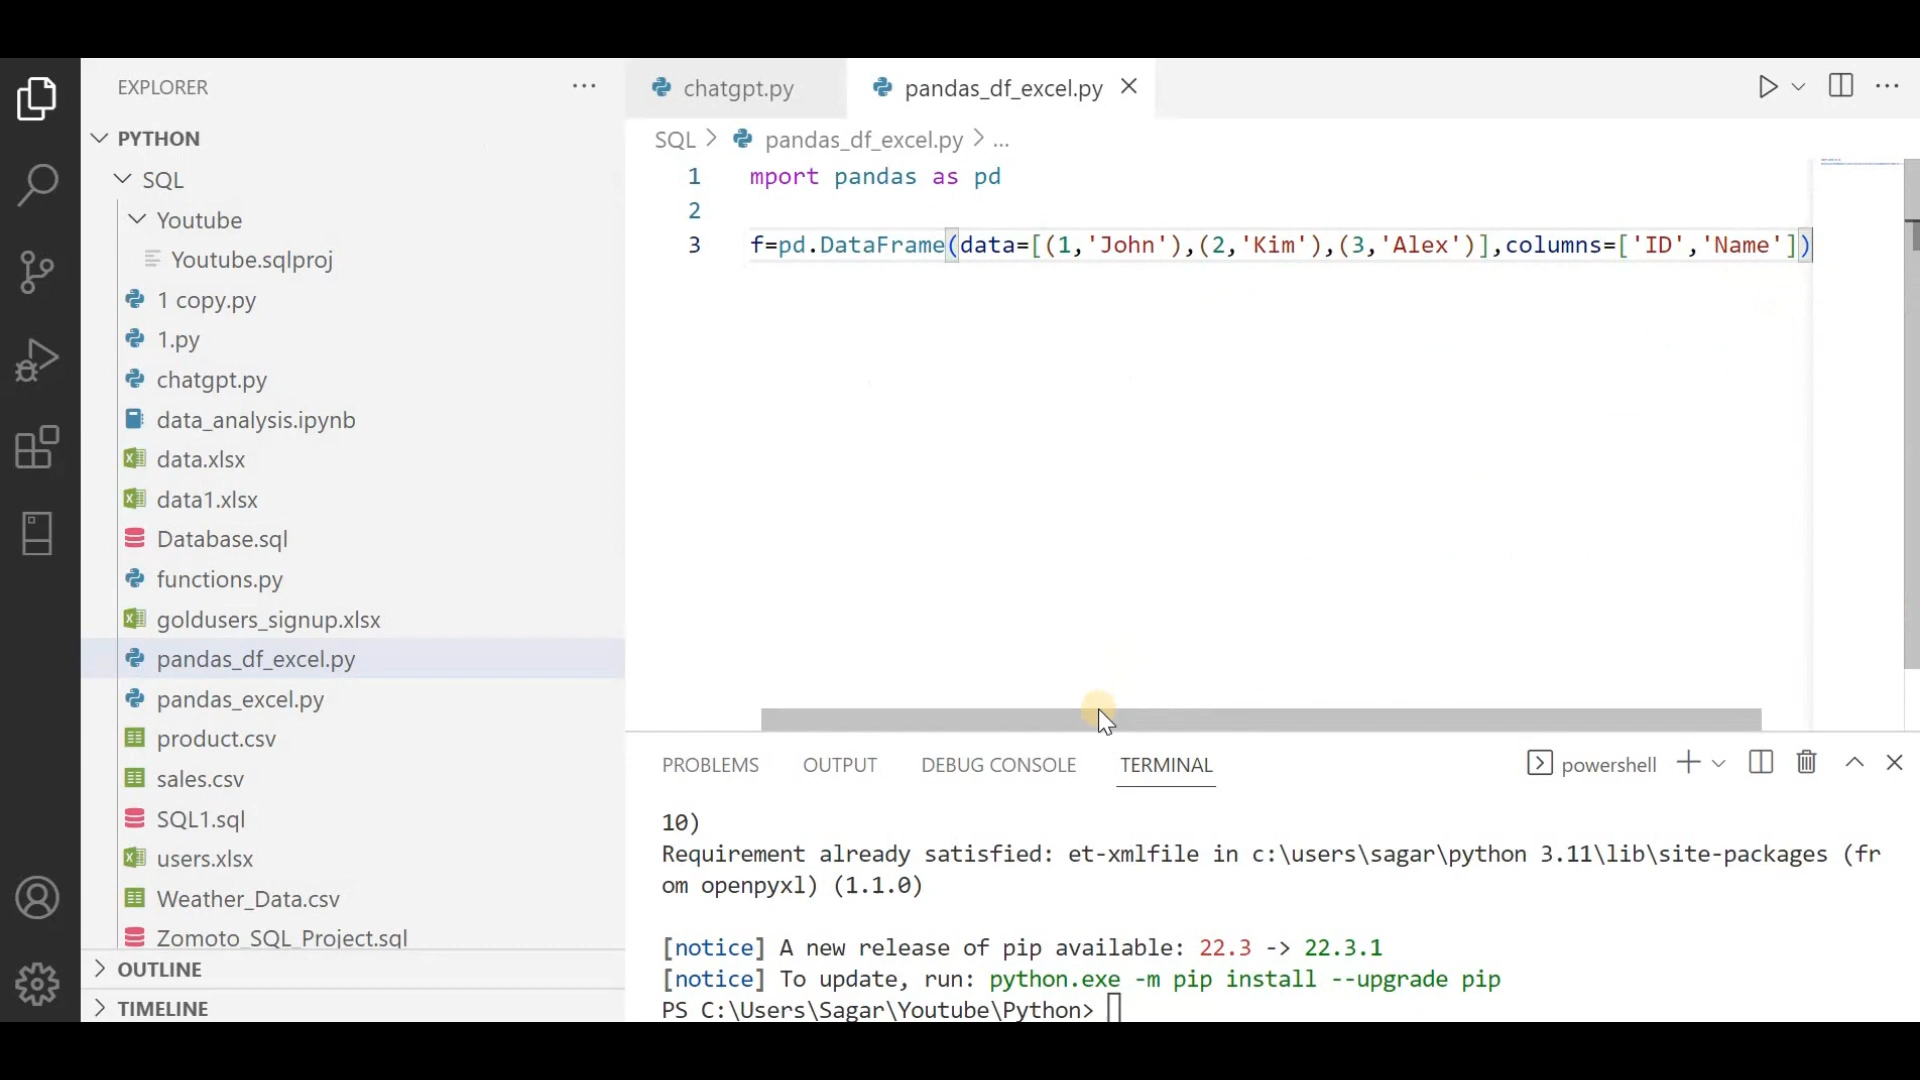 EXPLORER
PYTHON
SQL
Youtube
Youtube.sqlproj
1 copy.py
1.py
chatgpt.py
data_analysis.ipynb
data.xlsx
data1.xlsx
Database.sql
functions.py
goldusers_signup.xlsx
pandas_df_excel.py
pandas_excel.py
product.csv
sales.csv
SQL1.sql
users.xlsx
Weather_Data.csv
Zomoto_SQL_Project.sql
OUTLINE
TIMELINE
chatgpt.py pandas_df_excel.py
SQL > pandas_df_excel.py > ...
1 mport pandas as pd
2
3 f=pd.DataFrame(data=[(1,'John'),(2,'Kim'),(3,'Alex')],columns=['ID','Name'])
PROBLEMS OUTPUT DEBUG CONSOLE TERMINAL powershell
10)
Requirement already satisfied: et-xmlfile in c:\users\sagar\python 3.11\lib\site-packages (fr
om openpyxl) (1.1.0)
[notice] A new release of pip available: 22.3 -> 22.3.1
[notice] To update, run: python.exe -m pip install --upgrade pip
PS C:\Users\Sagar\Youtube\Python>